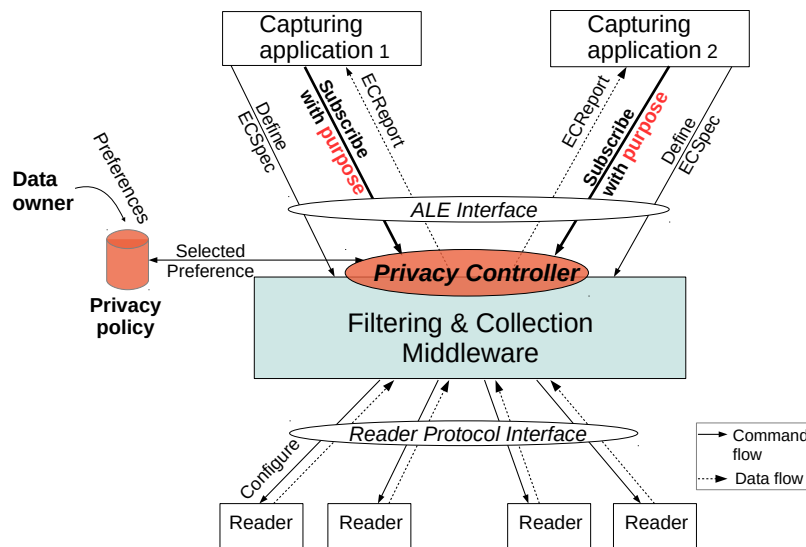 Capturing
application 1
Capturing
application 2
Define
ECSpec
Subscribe
with purpose
ECReport
ECReport
Subscribe
with purpose
Define
ECSpec
Preferences
Data
owner
ALE Interface
Selected
Preference
Privacy Controller
Privacy
policy
Filtering & Collection
Middleware
Reader Protocol Interface
Configure
Command
flow
Data flow
Reader
Reader
Reader
Reader